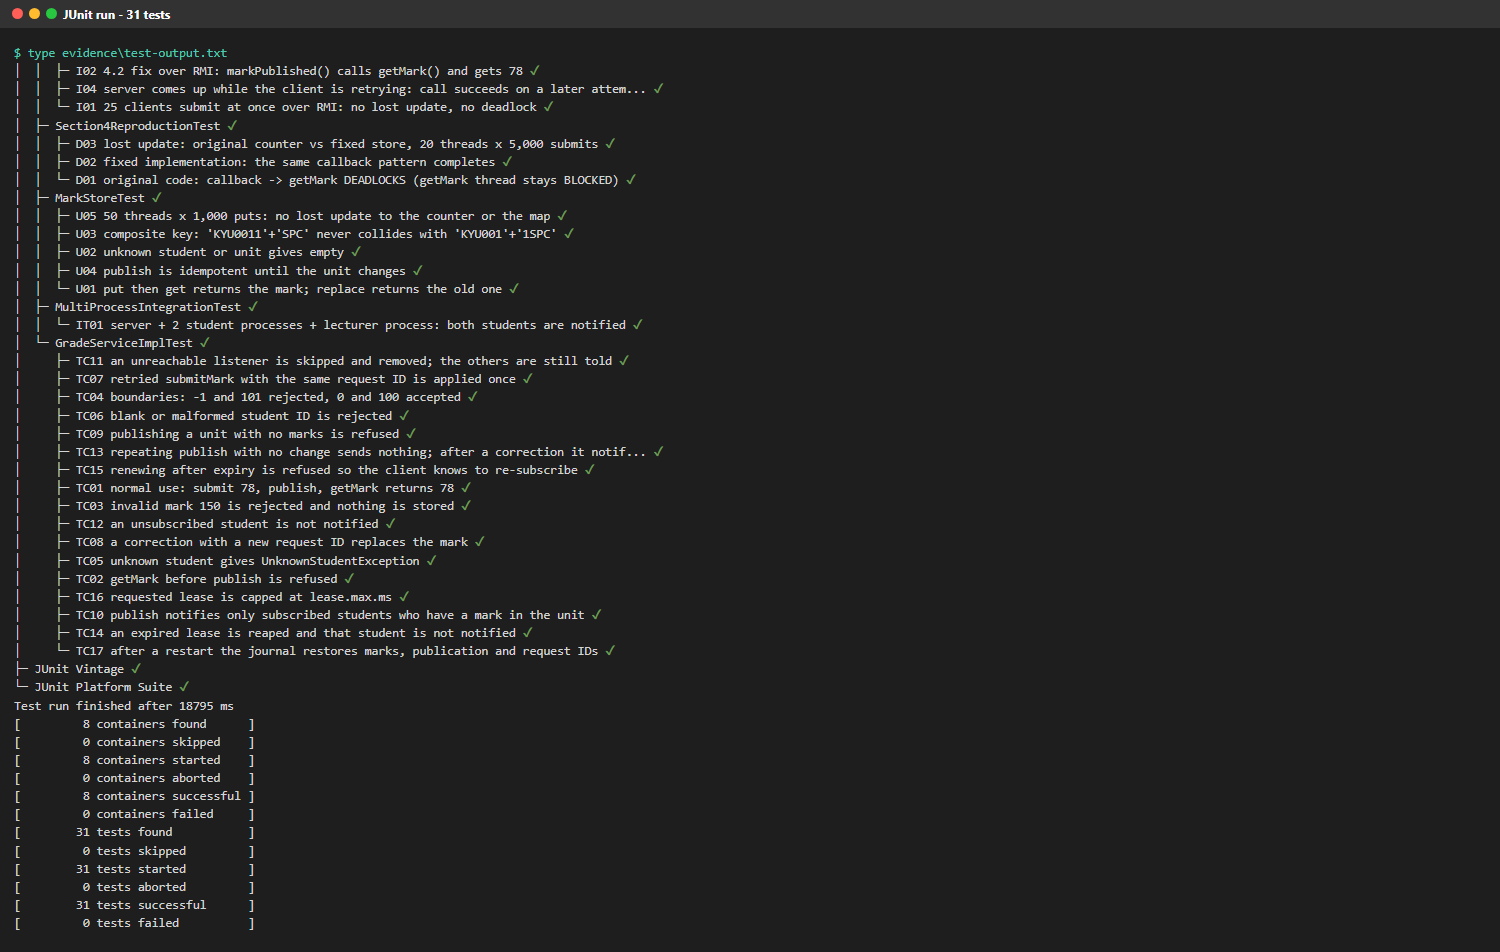 JUnit run - 31 tests
$ type evidence\test-output.txt
│  │  ├─ I02 4.2 fix over RMI: markPublished() calls getMark() and gets 78 ✓
│  │  ├─ I04 server comes up while the client is retrying: call succeeds on a later attem... ✓
│  │  └─ I01 25 clients submit at once over RMI: no lost update, no deadlock ✓
│  ├─ Section4ReproductionTest ✓
│  │  ├─ D03 lost update: original counter vs fixed store, 20 threads x 5,000 submits ✓
│  │  ├─ D02 fixed implementation: the same callback pattern completes ✓
│  │  └─ D01 original code: callback -> getMark DEADLOCKS (getMark thread stays BLOCKED) ✓
│  ├─ MarkStoreTest ✓
│  │  ├─ U05 50 threads x 1,000 puts: no lost update to the counter or the map ✓
│  │  ├─ U03 composite key: 'KYU0011'+'SPC' never collides with 'KYU001'+'1SPC' ✓
│  │  ├─ U02 unknown student or unit gives empty ✓
│  │  ├─ U04 publish is idempotent until the unit changes ✓
│  │  └─ U01 put then get returns the mark; replace returns the old one ✓
│  ├─ MultiProcessIntegrationTest ✓
│  │  └─ IT01 server + 2 student processes + lecturer process: both students are notified ✓
│  └─ GradeServiceImplTest ✓
│     ├─ TC11 an unreachable listener is skipped and removed; the others are still told ✓
│     ├─ TC07 retried submitMark with the same request ID is applied once ✓
│     ├─ TC04 boundaries: -1 and 101 rejected, 0 and 100 accepted ✓
│     ├─ TC06 blank or malformed student ID is rejected ✓
│     ├─ TC09 publishing a unit with no marks is refused ✓
│     ├─ TC13 repeating publish with no change sends nothing; after a correction it notif... ✓
│     ├─ TC15 renewing after expiry is refused so the client knows to re-subscribe ✓
│     ├─ TC01 normal use: submit 78, publish, getMark returns 78 ✓
│     ├─ TC03 invalid mark 150 is rejected and nothing is stored ✓
│     ├─ TC12 an unsubscribed student is not notified ✓
│     ├─ TC08 a correction with a new request ID replaces the mark ✓
│     ├─ TC05 unknown student gives UnknownStudentException ✓
│     ├─ TC02 getMark before publish is refused ✓
│     ├─ TC16 requested lease is capped at lease.max.ms ✓
│     ├─ TC10 publish notifies only subscribed students who have a mark in the unit ✓
│     ├─ TC14 an expired lease is reaped and that student is not notified ✓
│     └─ TC17 after a restart the journal restores marks, publication and request IDs ✓
├─ JUnit Vintage ✓
└─ JUnit Platform Suite ✓
Test run finished after 18795 ms
[         8 containers found      ]
[         0 containers skipped    ]
[         8 containers started    ]
[         0 containers aborted    ]
[         8 containers successful ]
[         0 containers failed     ]
[        31 tests found           ]
[         0 tests skipped         ]
[        31 tests started         ]
[         0 tests aborted         ]
[        31 tests successful      ]
[         0 tests failed          ]